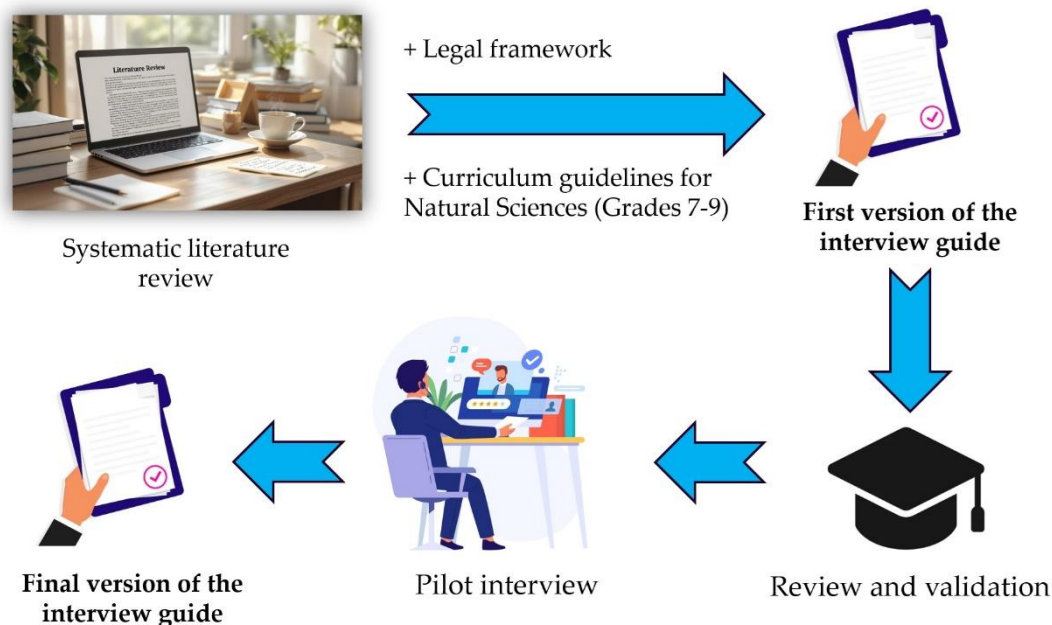 Literature Review
+ Legal framework
+ Curriculum guidelines for
Natural Sciences (Grades 7-9)
Systematic literature
review
First version of the
interview guide
Final version of the
interview guide
Pilot interview
Review and validation